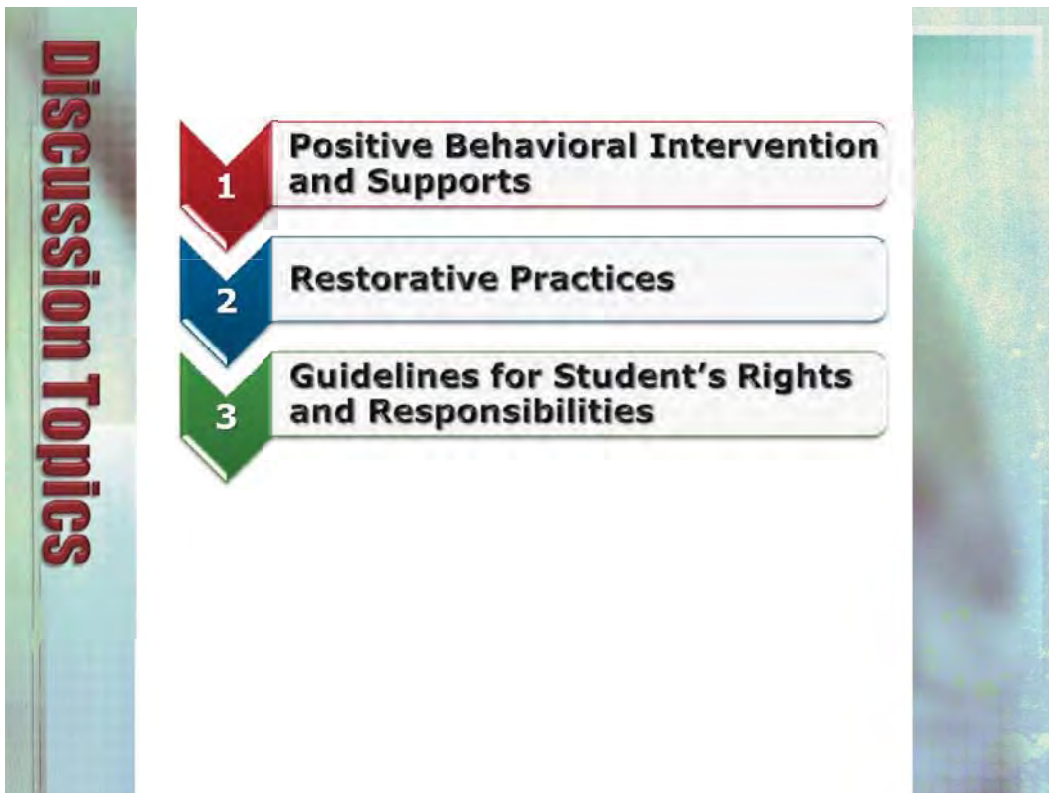 Discussion Topics
1
Positive Behavioral Intervention
and Supports
2
Restorative Practices
3
Guidelines for Student’s Rights
and Responsibilities